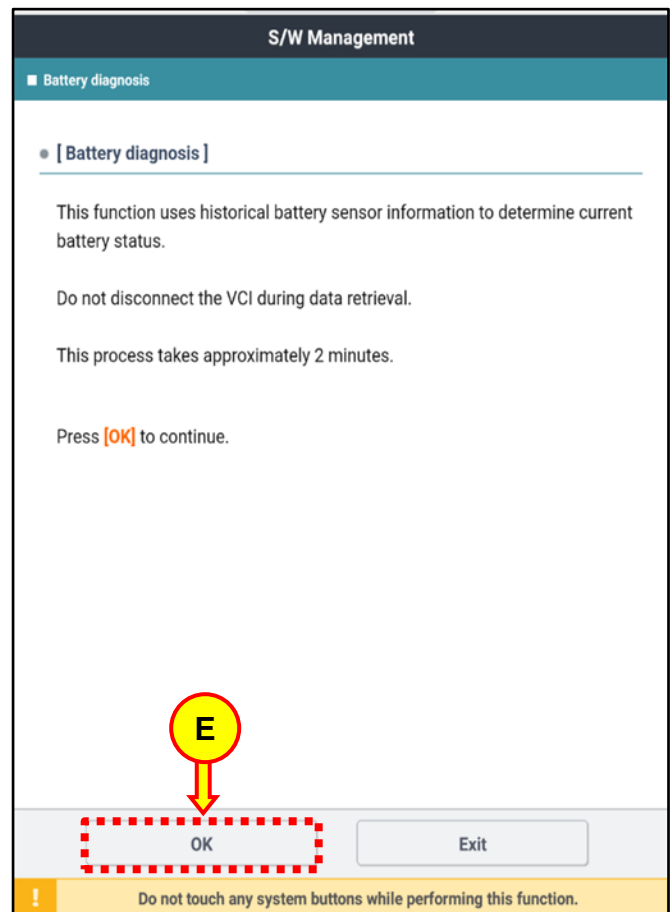 S/W Management
Battery diagnosis
[ Battery diagnosis ]
This function uses historical battery sensor information to determine current
battery status.
Do not disconnect the VCI during data retrieval.
This process takes approximately 2 minutes.
Press [OK] to continue.
E
OK Exit
! Do not touch any system buttons while performing this function.